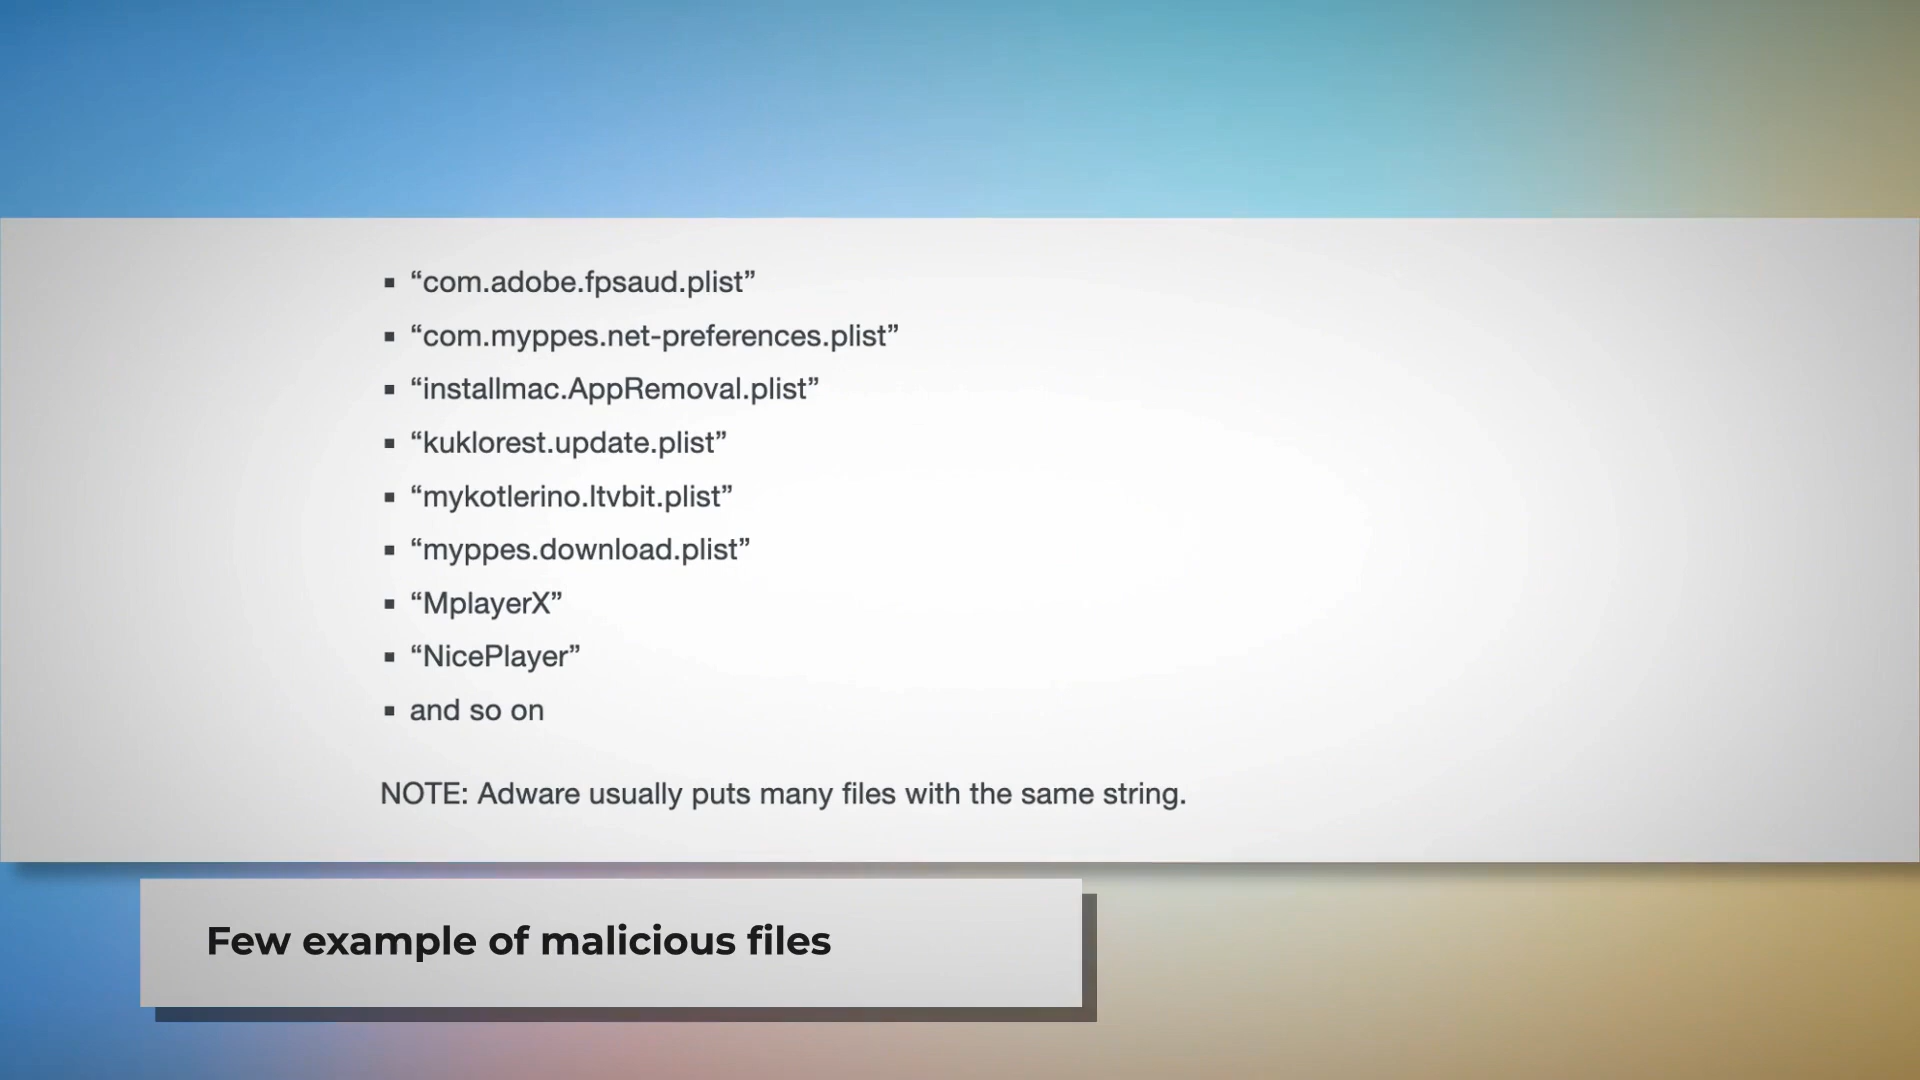 ▪ “com.adobe.fpsaud.plist”
▪ “com.myppes.net-preferences.plist”
▪ “installmac.AppRemoval.plist”
▪ “kuklorest.update.plist”
▪ “mykotlerino.ltvbit.plist”
▪ “myppes.download.plist”
▪ “MplayerX”
▪ “NicePlayer”
▪ and so on
NOTE: Adware usually puts many files with the same string.
Few example of malicious files